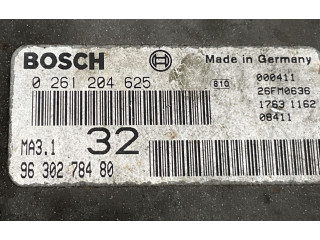 BOSCH Made in Germany
0 261 204 625 810 000411
26FM0636
1763 1162
08411
MA3.1 32
96 302 784 80